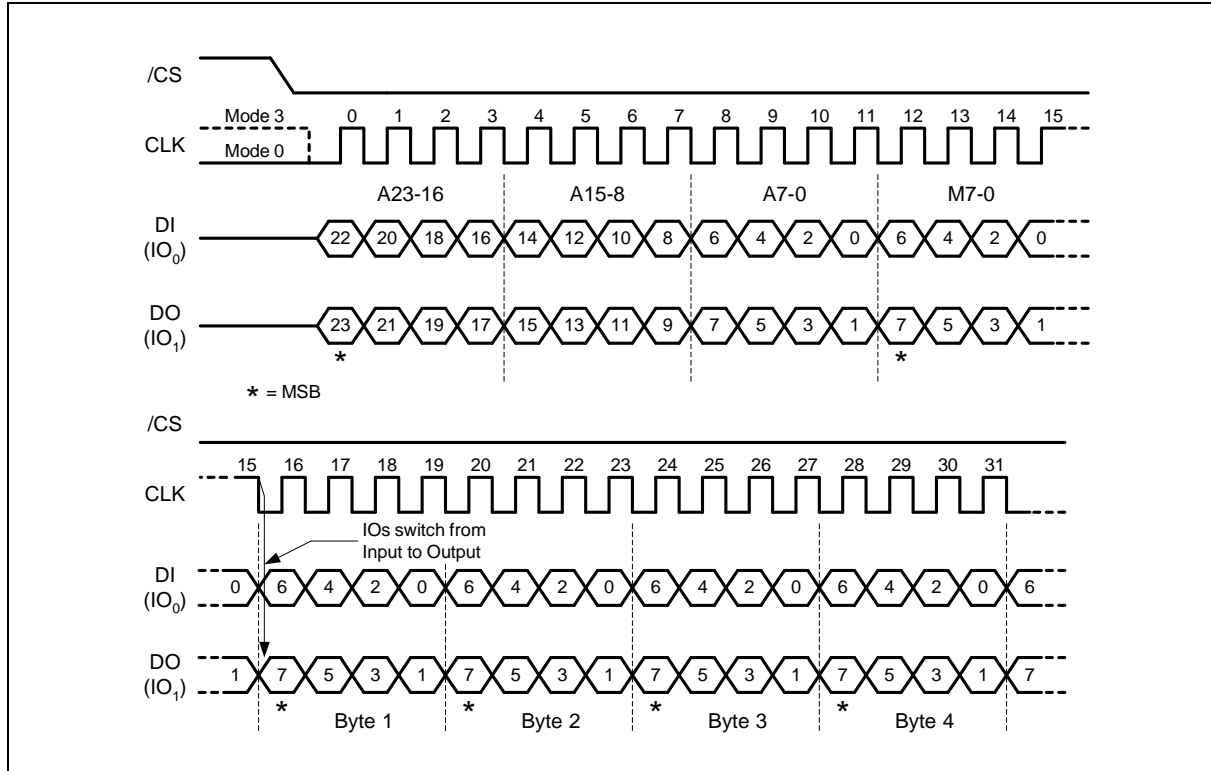 /CS
Mode 3 0 1 2 3 4 5 6 7 8 9 10 11 12 13 14 15
CLK
Mode 0
A23-16 A15-8 A7-0 M7-0
DI
(IO0) 22 20 18 16 14 12 10 8 6 4 2 0 6 4 2 0
DO
(IO1) 23 21 19 17 15 13 11 9 7 5 3 1 7 5 3 1
* *
* = MSB
/CS
15 16 17 18 19 20 21 22 23 24 25 26 27 28 29 30 31
CLK
IOs switch from
Input to Output
DI
(IO0) 0 6 4 2 0 6 4 2 0 6 4 2 0 6 4 2 0 6
DO
(IO1) 1 7 5 3 1 7 5 3 1 7 5 3 1 7 5 3 1 7
* * * *
Byte 1 Byte 2 Byte 3 Byte 4